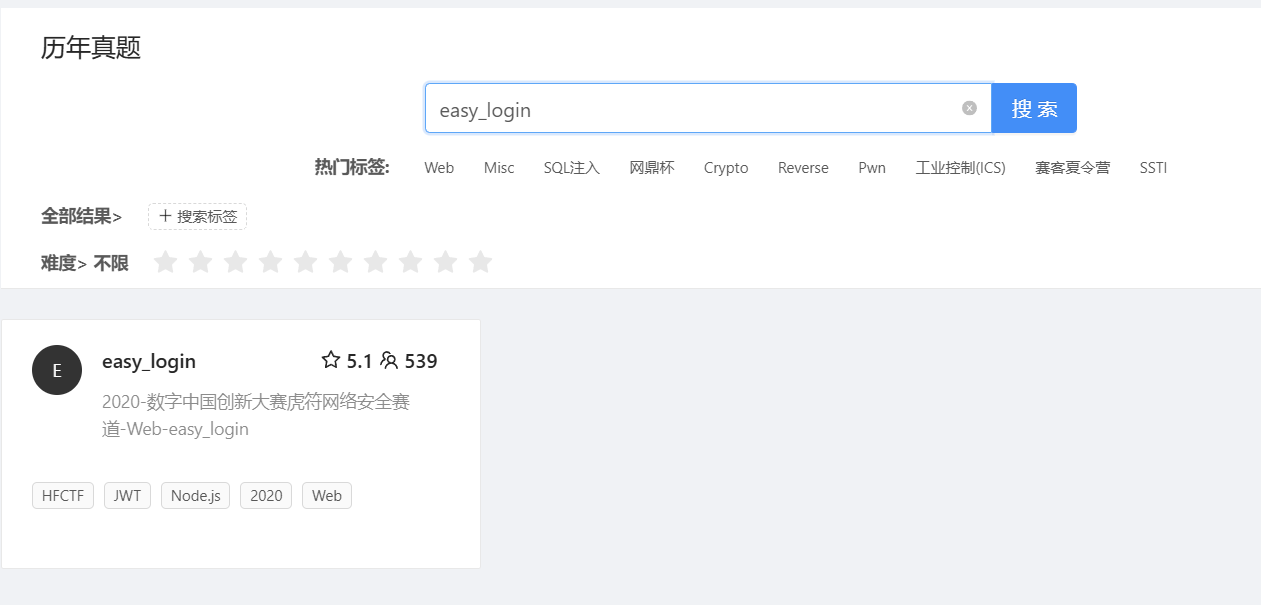 历年真题
easy_login
搜 索
热门标签: Web Misc SQL注入 网鼎杯 Crypto Reverse Pwn 工业控制(ICS) 赛客夏令营 SSTI
全部结果> + 搜索标签
难度> 不限
E easy_login 5.1 539
2020-数字中国创新大赛虎符网络安全赛
道-Web-easy_login
HFCTF JWT Node.js 2020 Web